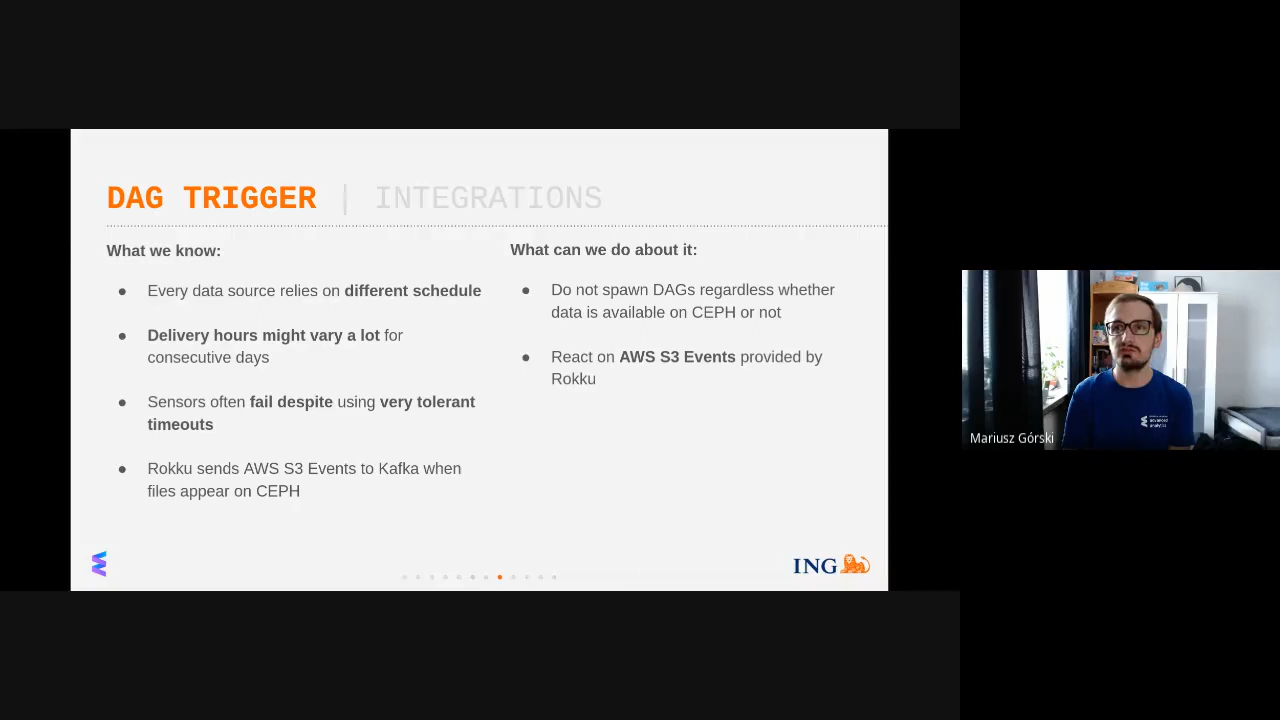 DAG TRIGGER | INTEGRATIONS
What we know:
● Every data source relies on different schedule
● Delivery hours might vary a lot for
consecutive days
● Sensors often fail despite using very tolerant
timeouts
● Rokku sends AWS S3 Events to Kafka when
files appear on CEPH
What can we do about it:
● Do not spawn DAGs regardless whether
data is available on CEPH or not
● React on AWS S3 Events provided by
Rokku
ING
advanced
analytics
Mariusz Górski